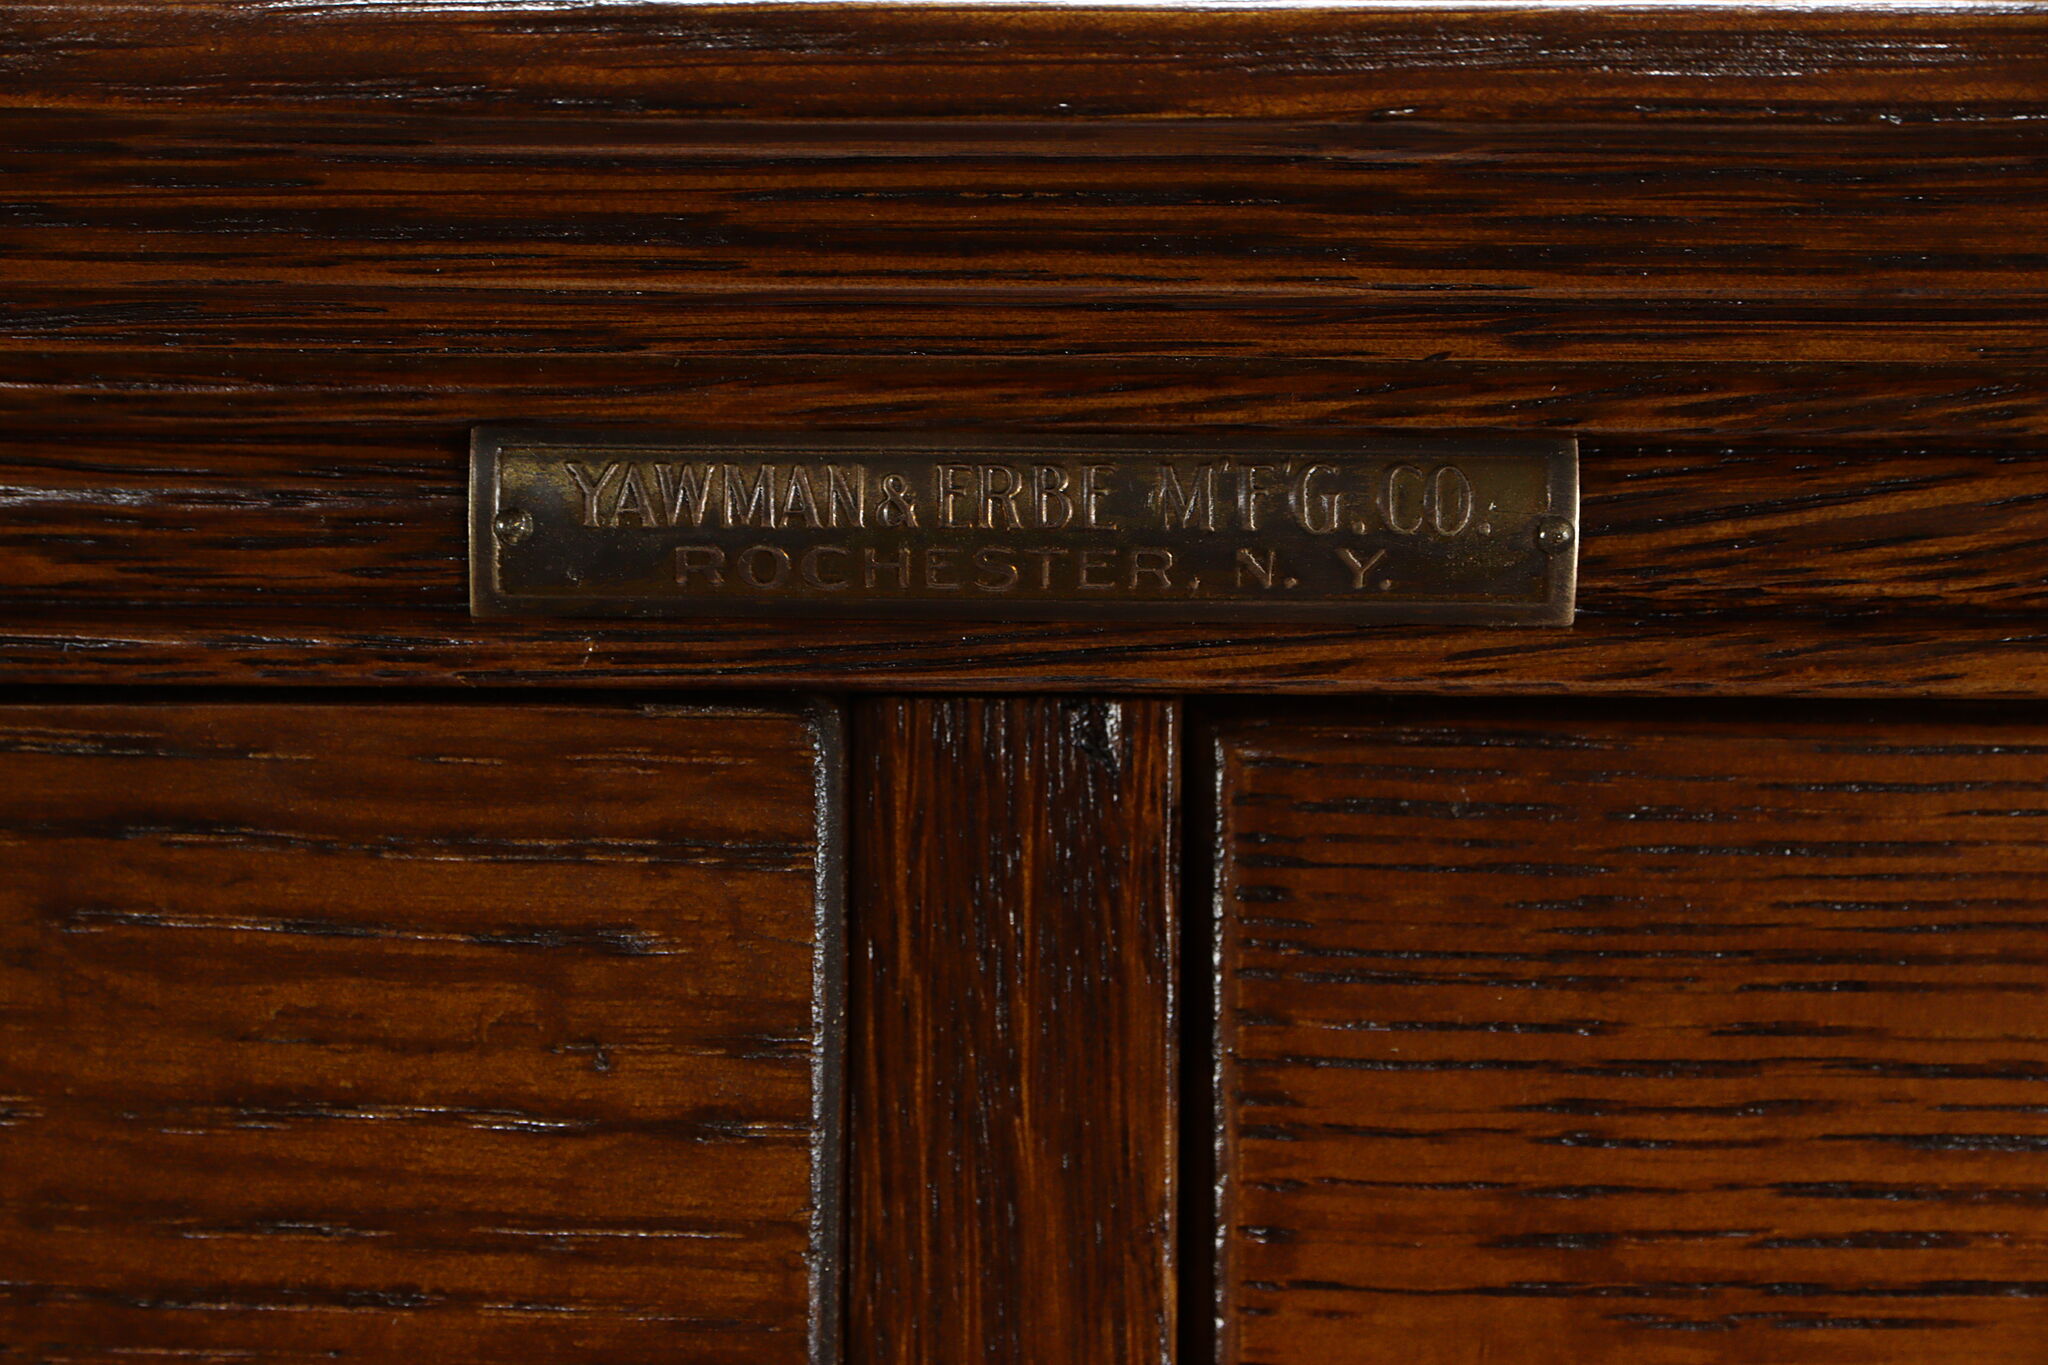 YAWMAN & ERBE M'F'G. CO.
ROCHESTER, N. Y.